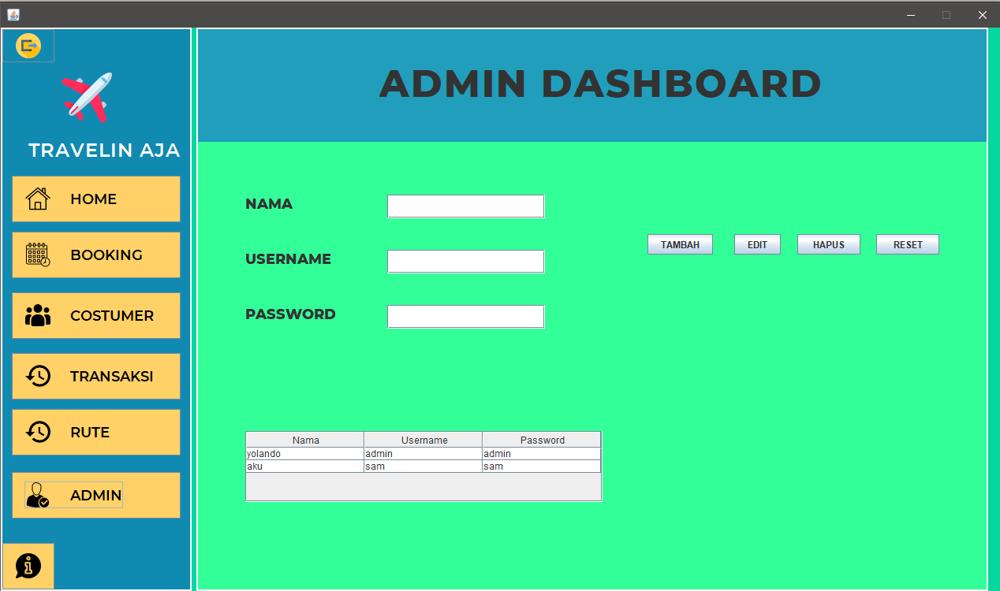 ADMIN DASHBOARD
TRAVELIN AJA
HOME
BOOKING
COSTUMER
TRANSAKSI
RUTE
ADMIN
NAMA
USERNAME
PASSWORD
TAMBAH EDIT HAPUS RESET
Nama Username Password
yolando admin admin
aku sam sam